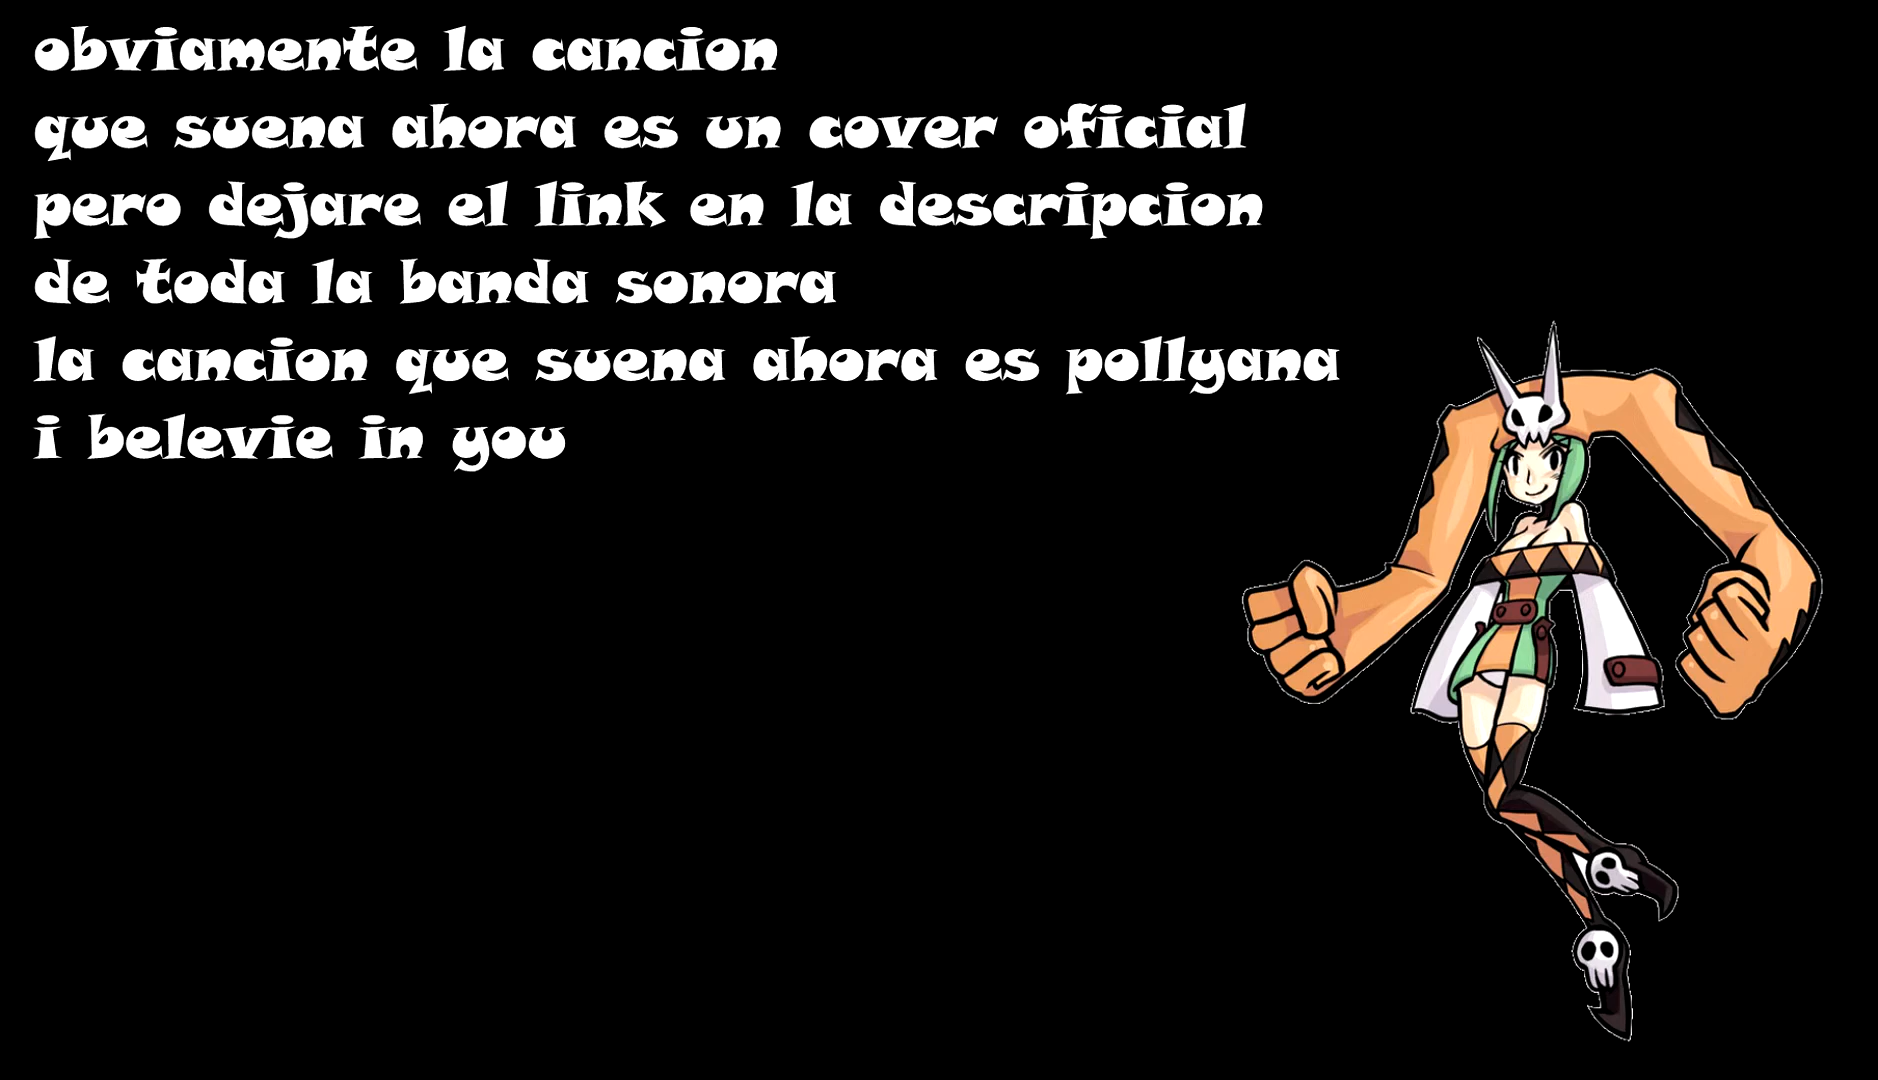 obviamente la cancion
que suena ahora es un cover oficial
pero dejare el link en la descripcion
de toda la banda sonora
la cancion que suena ahora es pollyana
i belevie in you